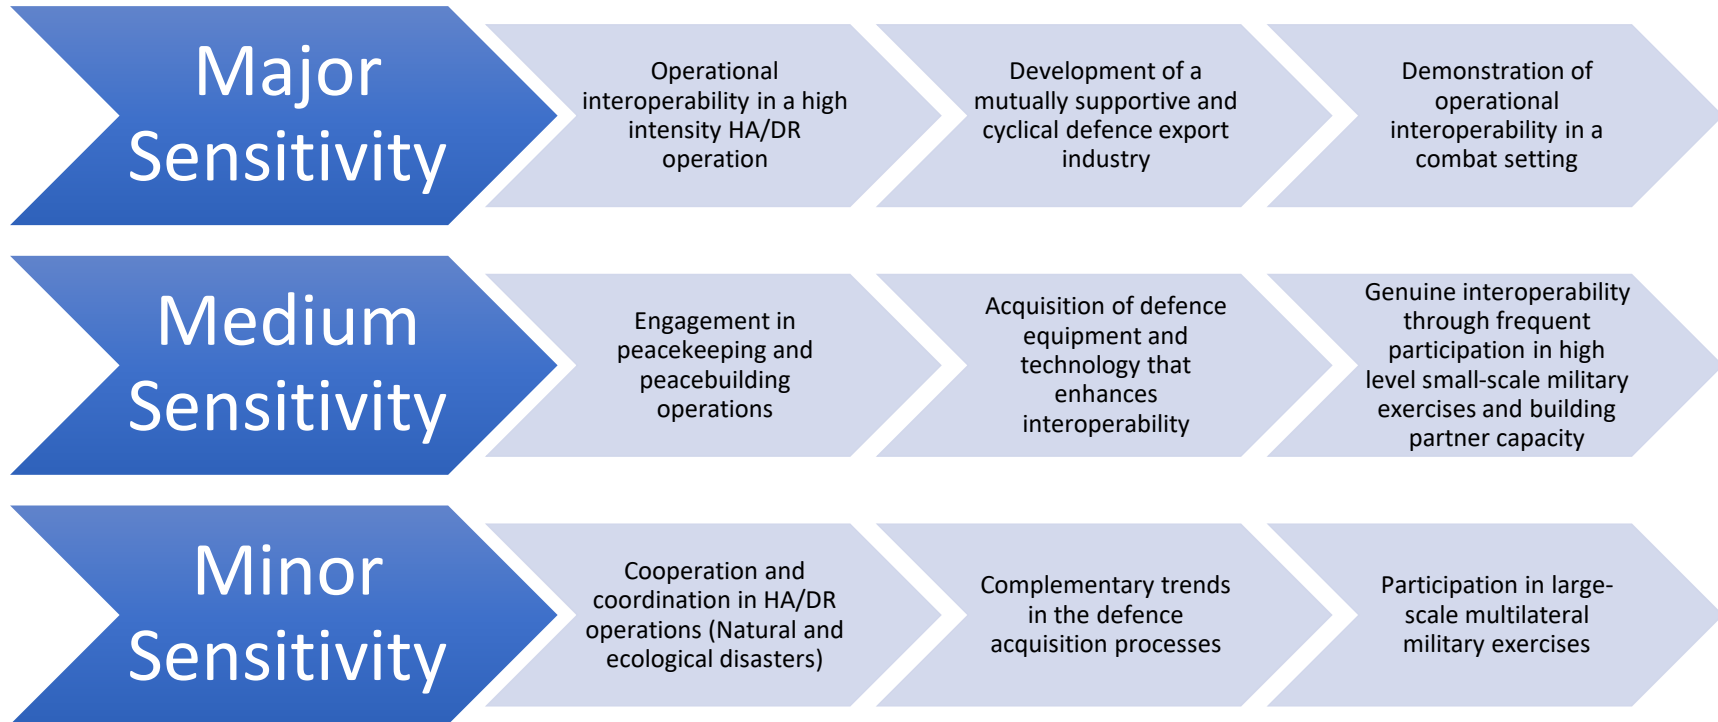 Major
Sensitivity
Operational
interoperability in a high
intensity HA/DR
operation
Development of a
mutually supportive and
cyclical defence export
industry
Demonstration of
operational
interoperability in a
combat setting
Medium
Sensitivity
Engagement in
peacekeeping and
peacebuilding
operations
Acquisition of defence
equipment and
technology that
enhances
interoperability
Genuine interoperability
through frequent
participation in high
level small-scale military
exercises and building
partner capacity
Minor
Sensitivity
Cooperation and
coordination in HA/DR
operations (Natural and
ecological disasters)
Complementary trends
in the defence
acquisition processes
Participation in large-
scale multilateral
military exercises